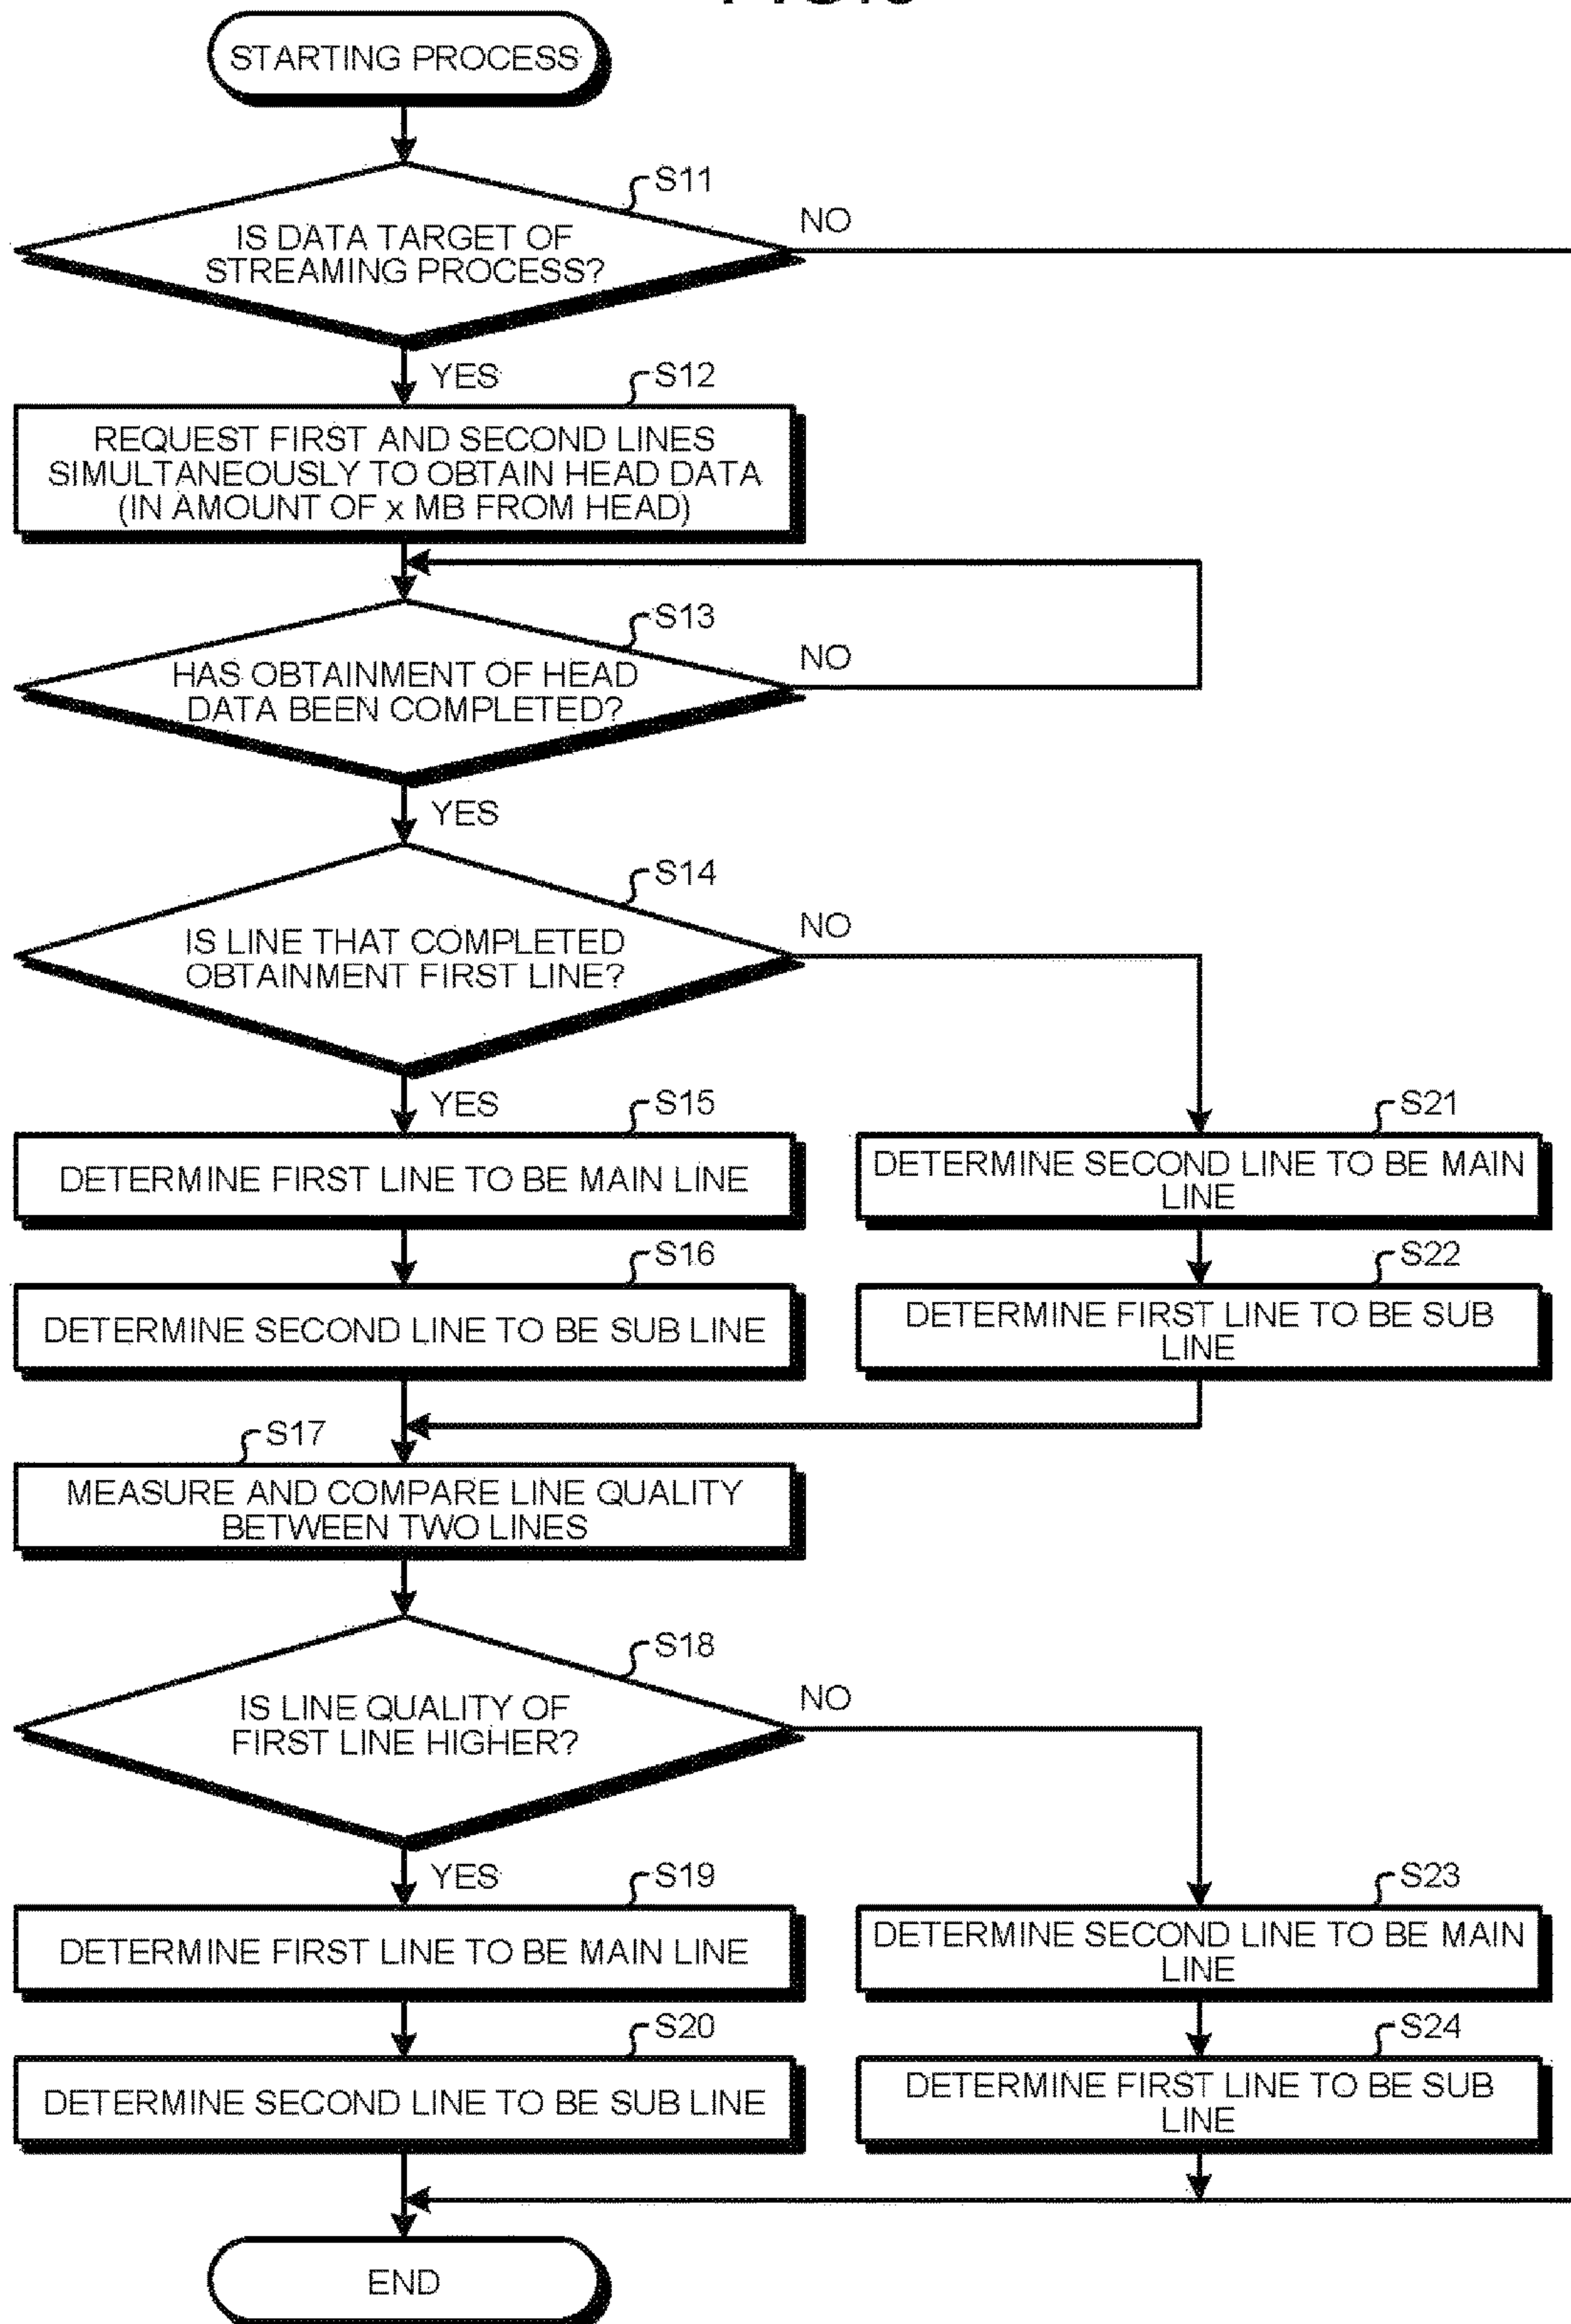 STARTING PROCESS
S11
IS DATA TARGET OF
STREAMING PROCESS?
NO
YES
S12
REQUEST FIRST AND SECOND LINES
SIMULTANEOUSLY TO OBTAIN HEAD DATA
(IN AMOUNT OF x MB FROM HEAD)
S13
HAS OBTAINMENT OF HEAD
DATA BEEN COMPLETED?
NO
YES
S14
IS LINE THAT COMPLETED
OBTAINMENT FIRST LINE?
NO
YES
S15
DETERMINE FIRST LINE TO BE MAIN LINE
S21
DETERMINE SECOND LINE TO BE MAIN
LINE
S16
DETERMINE SECOND LINE TO BE SUB LINE
S22
DETERMINE FIRST LINE TO BE SUB
LINE
S17
MEASURE AND COMPARE LINE QUALITY
BETWEEN TWO LINES
S18
IS LINE QUALITY OF
FIRST LINE HIGHER?
NO
YES
S19
DETERMINE FIRST LINE TO BE MAIN LINE
S23
DETERMINE SECOND LINE TO BE MAIN
LINE
S20
DETERMINE SECOND LINE TO BE SUB LINE
S24
DETERMINE FIRST LINE TO BE SUB
LINE
END